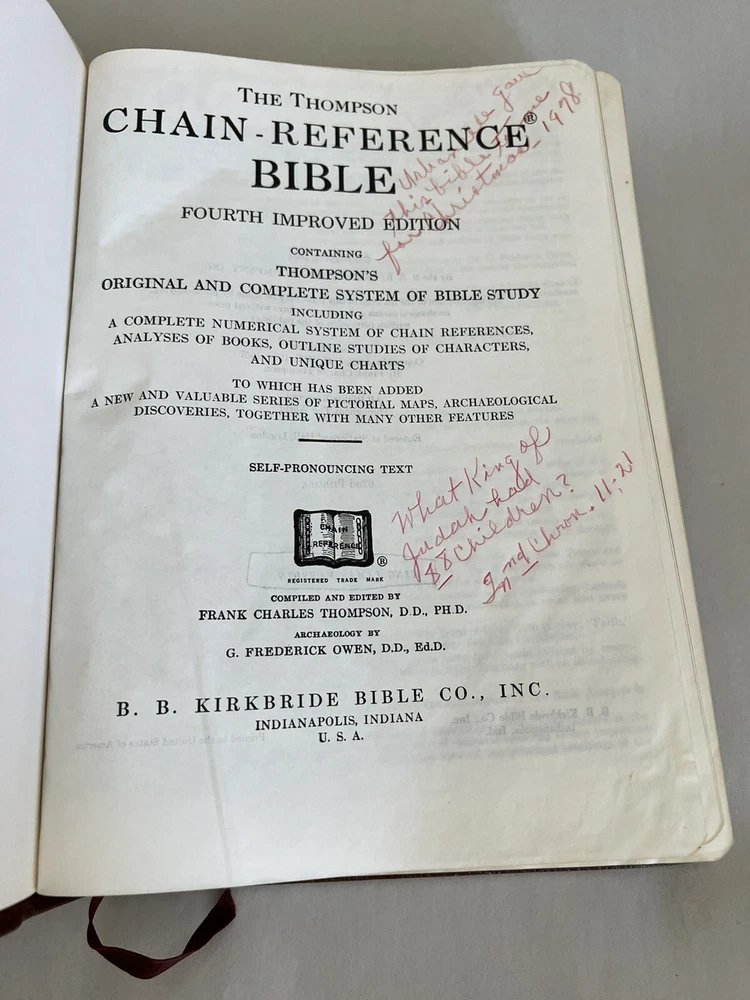 THE THOMPSON
CHAIN-REFERENCE®
BIBLE
Urban gave
this bible to me
for Christmas 1978
FOURTH IMPROVED EDITION
CONTAINING
THOMPSON'S
ORIGINAL AND COMPLETE SYSTEM OF BIBLE STUDY
INCLUDING
A COMPLETE NUMERICAL SYSTEM OF CHAIN REFERENCES,
ANALYSES OF BOOKS, OUTLINE STUDIES OF CHARACTERS,
AND UNIQUE CHARTS
TO WHICH HAS BEEN ADDED
A NEW AND VALUABLE SERIES OF PICTORIAL MAPS, ARCHAEOLOGICAL
DISCOVERIES, TOGETHER WITH MANY OTHER FEATURES
SELF-PRONOUNCING TEXT
What King of
Judah had
88 Children?
2nd Chron. 11:21
CHAIN
REFERENCE
®
REGISTERED TRADE MARK
COMPILED AND EDITED BY
FRANK CHARLES THOMPSON, D.D., PH.D.
ARCHAEOLOGY BY
G. FREDERICK OWEN, D.D., Ed.D.
B. B. KIRKBRIDE BIBLE CO., INC.
INDIANAPOLIS, INDIANA
U. S. A.